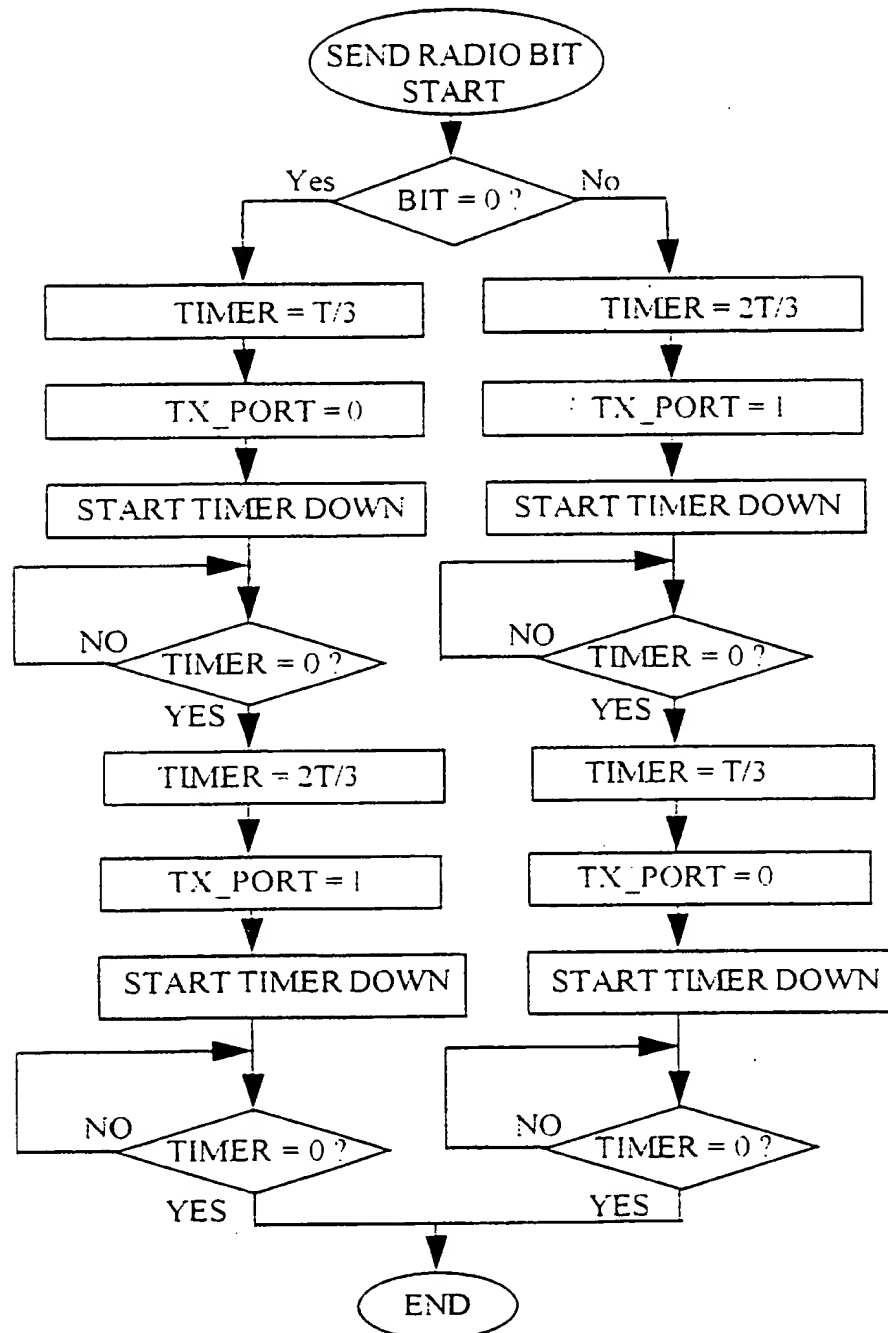 SEND RADIO BIT
START
Yes
BIT = 0 ?
No
TIMER = T/3
TIMER = 2T/3
TX_PORT = 0
TX_PORT = 1
START TIMER DOWN
START TIMER DOWN
NO
TIMER = 0 ?
NO
TIMER = 0 ?
YES
YES
TIMER = 2T/3
TIMER = T/3
TX_PORT = 1
TX_PORT = 0
START TIMER DOWN
START TIMER DOWN
NO
TIMER = 0 ?
NO
TIMER = 0 ?
YES
YES
END